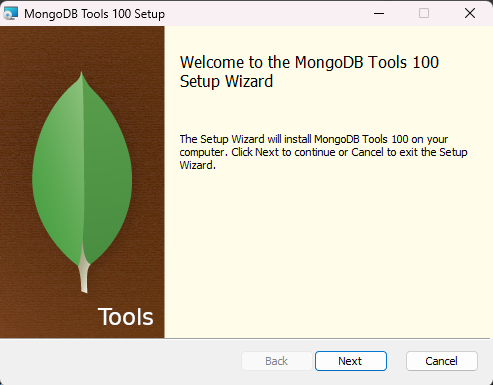 MongoDB Tools 100 Setup
Welcome to the MongoDB Tools 100
Setup Wizard
The Setup Wizard will install MongoDB Tools 100 on your
computer. Click Next to continue or Cancel to exit the Setup
Wizard.
Tools
Back
Next
Cancel